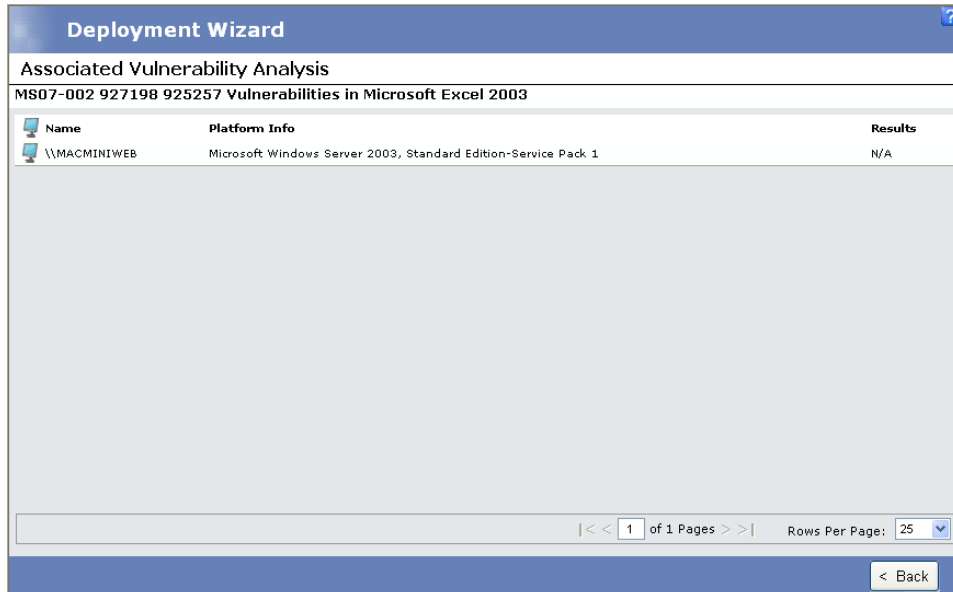 ?
Deployment Wizard
Associated Vulnerability Analysis
MS07-002 927198 925257 Vulnerabilities in Microsoft Excel 2003
Name Platform Info Results
\\MACMINIWEB Microsoft Windows Server 2003, Standard Edition-Service Pack 1 N/A
|< < 1 of 1 Pages > >| Rows Per Page: 25
< Back